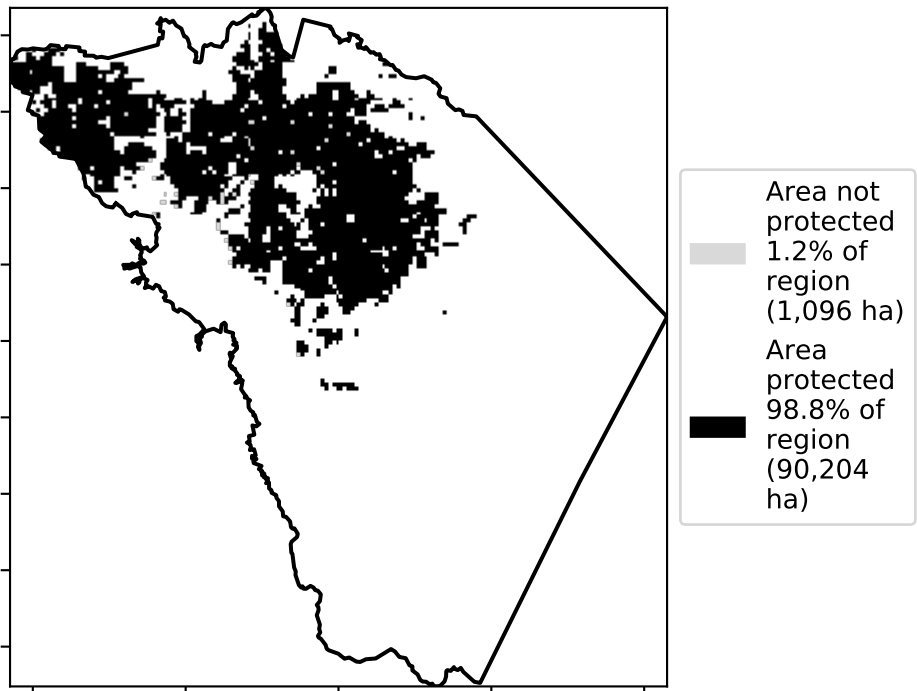 Area not
protected
1.2% of
region
(1,096 ha)
Area
protected
98.8% of
region
(90,204
ha)